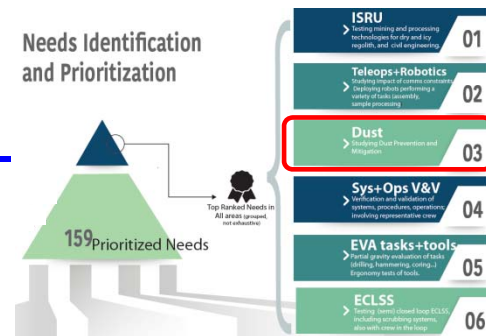 Needs Identification
and Prioritization
159 Prioritized Needs
Top Ranked Needs in
All areas (grouped,
not exhaustive)
ISRU
Testing mining and processing
technologies for dry and icy
regolith, and civil engineering,
01
Teleops+Robotics
Studying impact of comms constraints
Deploying robots performing a
variety of tasks (assembly,
sample processing
02
Dust
Studying Dust Prevention and
Mitigation
03
Sys+Ops V&V
Verification and validation of
systems, procedures, operations,
involving representative crew
04
EVA tasks+tools
Partial gravity evaluation of tasks
(drilling, hammering, coring...)
Ergonomy tests of tools.
05
ECLSS
Testing (semi) closed loop ECLSS,
Including scrubbing systems,
also with crew in the loop
06